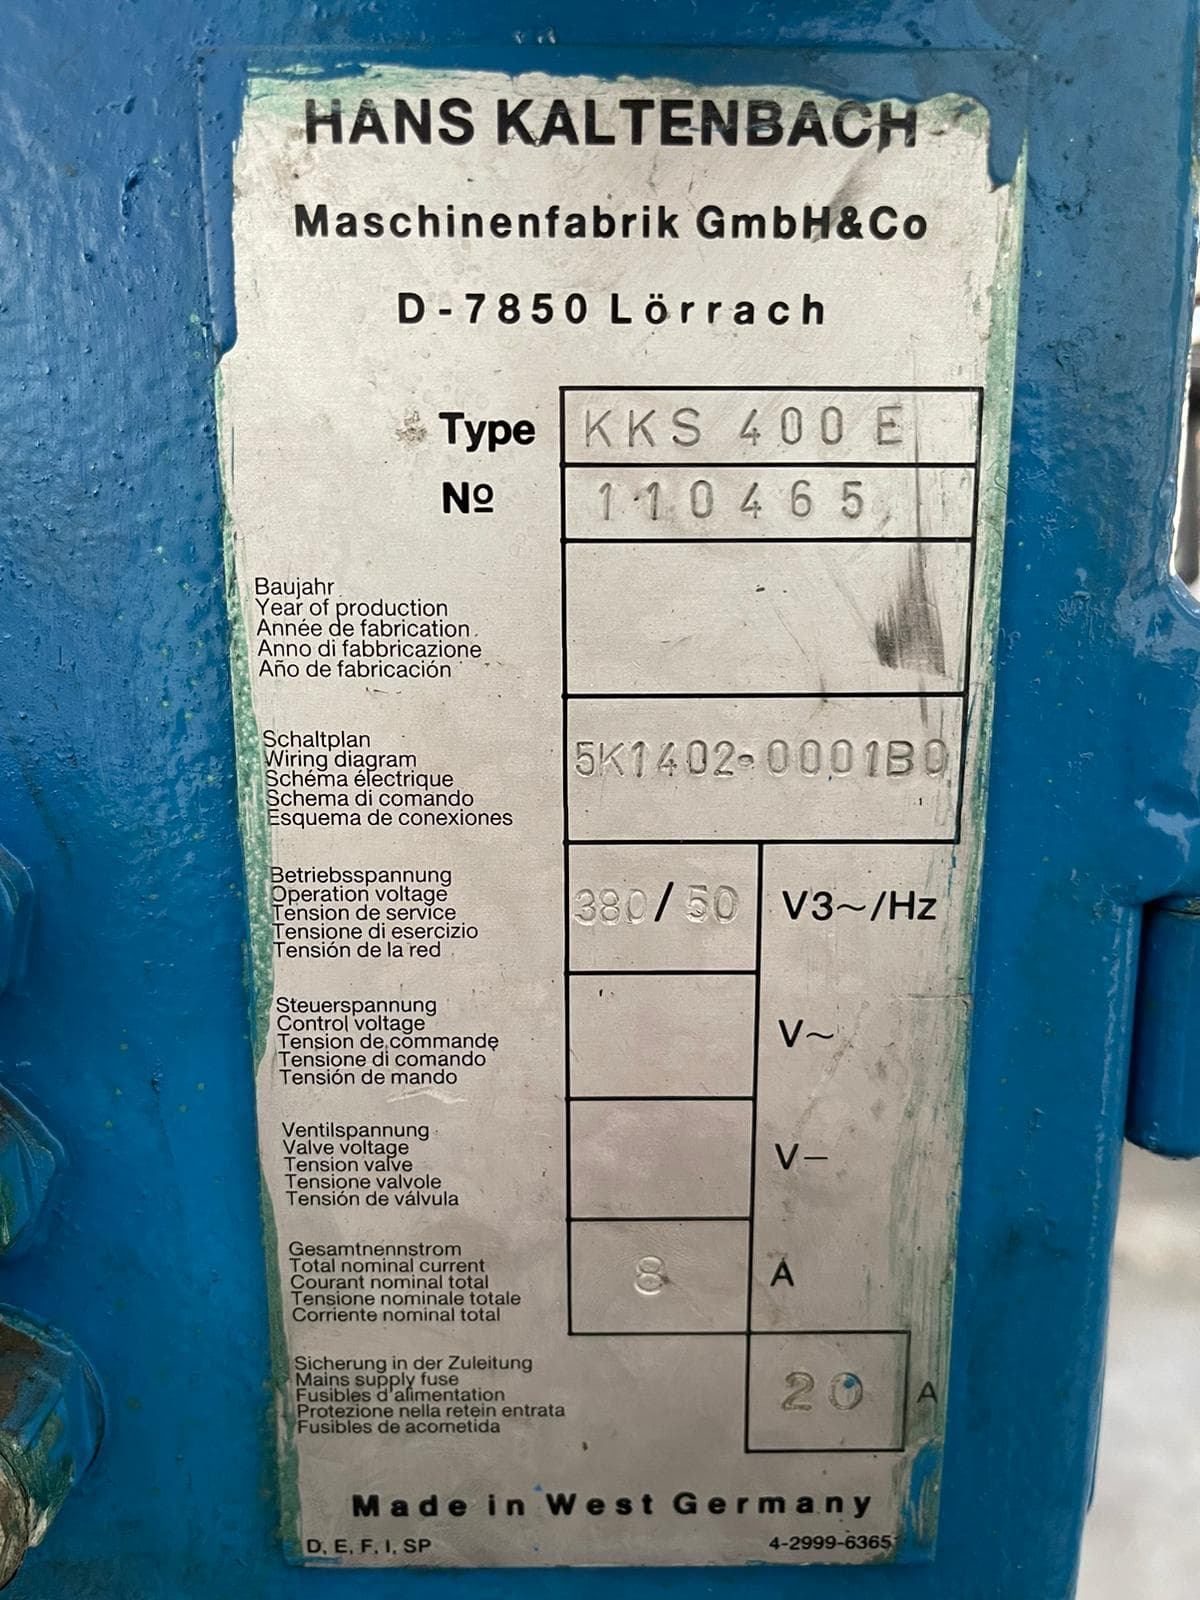 HANS KALTENBACH
Maschinenfabrik GmbH&Co
D-7850 Lörrach
Type KKS 400 E
Nº 110465
Baujahr
Year of production
Année de fabrication
Anno di fabbricazione
Año de fabricación
Schaltplan
Wiring diagram
Schéma électrique
Schema di comando
Esquema de conexiones
5K1402-0001B0
Betriebsspannung
Operation voltage
Tension de service
Tensione di esercizio
Tensión de la red
380/50 V3~/Hz
Steuerspannung
Control voltage
Tension de commande
Tensione di comando
Tensión de mando
V~
Ventilspannung
Valve voltage
Tension valve
Tensione valvole
Tensión de válvula
V–
Gesamtnennstrom
Total nominal current
Courant nominal total
Tensione nominale totale
Corriente nominal total
8 A
Sicherung in der Zuleitung
Mains supply fuse
Fusibles d'alimentation
Protezione nella retein entrata
Fusibles de acometida
20 A
Made in West Germany
D, E, F, I, SP 4-2999-6365